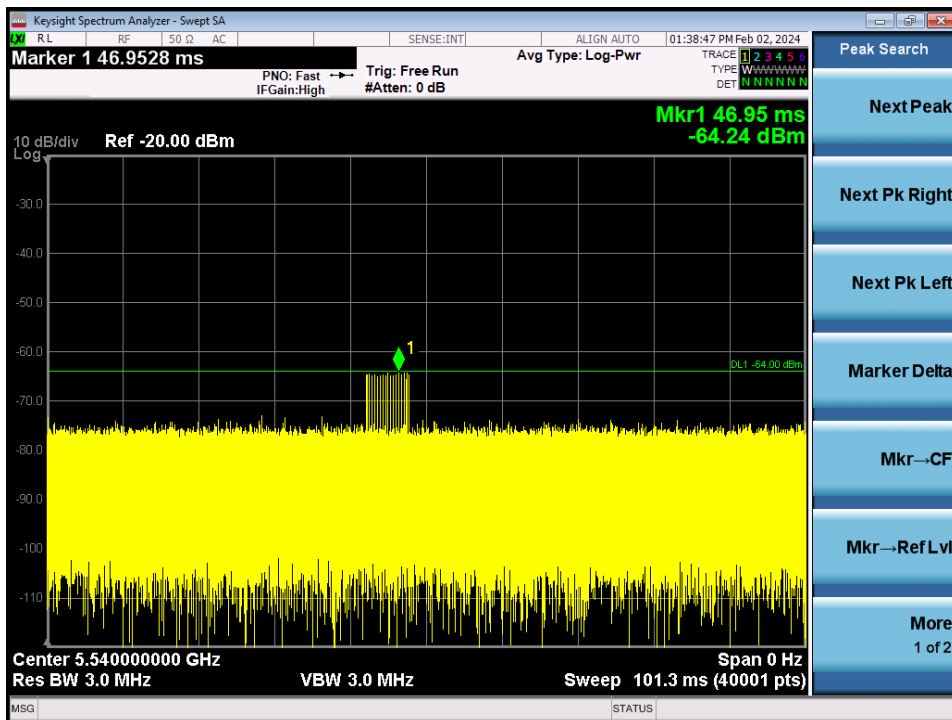 Keysight Spectrum Analyzer - Swept SA
LXI RL RF 50 Ω AC SENSE:INT ALIGN AUTO 01:38:47 PM Feb 02, 2024
Marker 1 46.9528 ms
PNO: Fast
IFGain:High
Trig: Free Run
#Atten: 0 dB
Avg Type: Log-Pwr
TRACE 1 2 3 4 5 6
TYPE WWWWWW
DET N N N N N N
Mkr1 46.95 ms
-64.24 dBm
10 dB/div Ref -20.00 dBm
Log
-30.0
-40.0
-50.0
-60.0
1
DL1 -64.00 dBm
-70.0
-80.0
-90.0
-100
-110
Center 5.540000000 GHz Span 0 Hz
Res BW 3.0 MHz VBW 3.0 MHz Sweep 101.3 ms (40001 pts)
MSG STATUS
Peak Search
Next Peak
Next Pk Right
Next Pk Left
Marker Delta
Mkr→CF
Mkr→Ref Lvl
More
1 of 2